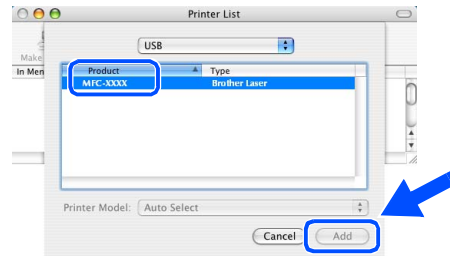 Printer List
USB
Make
In Men
Product Type
MFC-XXXX Brother Laser
Printer Model: Auto Select
Cancel Add